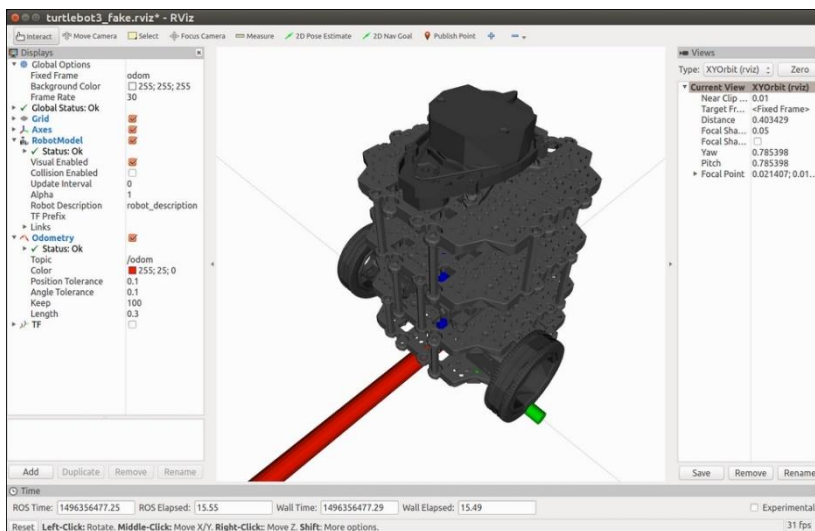 turtlebot3_fake.rviz* - RViz
Interact Move Camera Select Focus Camera Measure 2D Pose Estimate 2D Nav Goal Publish Point
Displays
Global Options
Fixed Frame odom
Background Color 255; 255; 255
Frame Rate 30
Global Status: Ok
Grid
Axes
RobotModel
Status: Ok
Visual Enabled
Collision Enabled
Update Interval 0
Alpha 1
Robot Description robot_description
TF Prefix
Links
Odometry
Status: Ok
Topic /odom
Color 255; 25; 0
Position Tolerance 0.1
Angle Tolerance 0.1
Keep 100
Length 0.3
TF
Add Duplicate Remove Rename
Views
Type: XYOrbit (rviz) Zero
Current View XYOrbit (rviz)
Near Clip ... 0.01
Target Fr... <Fixed Frame>
Distance 0.403429
Focal Sha... 0.05
Focal Sha...
Yaw 0.785398
Pitch 0.785398
Focal Point 0.021407; 0.01...
Save Remove Rename
Time
ROS Time: 1496356477.25 ROS Elapsed: 15.55 Wall Time: 1496356477.29 Wall Elapsed: 15.49 Experimental
Reset Left-Click: Rotate. Middle-Click: Move X/Y. Right-Click:: Move Z. Shift: More options. 31 fps